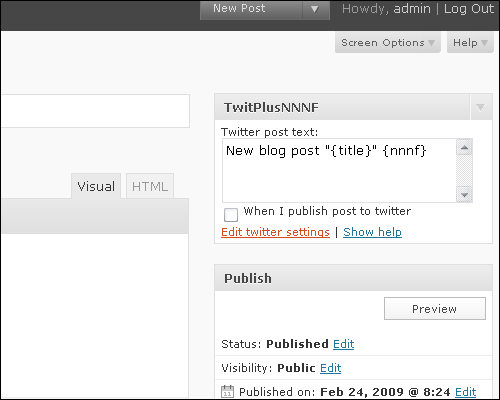 New Post
Howdy, admin | Log Out
Screen Options Help
TwitPlusNNNF
Twitter post text:
New blog post "{title}" {nnnf}
Visual HTML
When I publish post to twitter
Edit twitter settings | Show help
Publish
Preview
Status: Published Edit
Visibility: Public Edit
11 Published on: Feb 24, 2009 @ 8:24 Edit